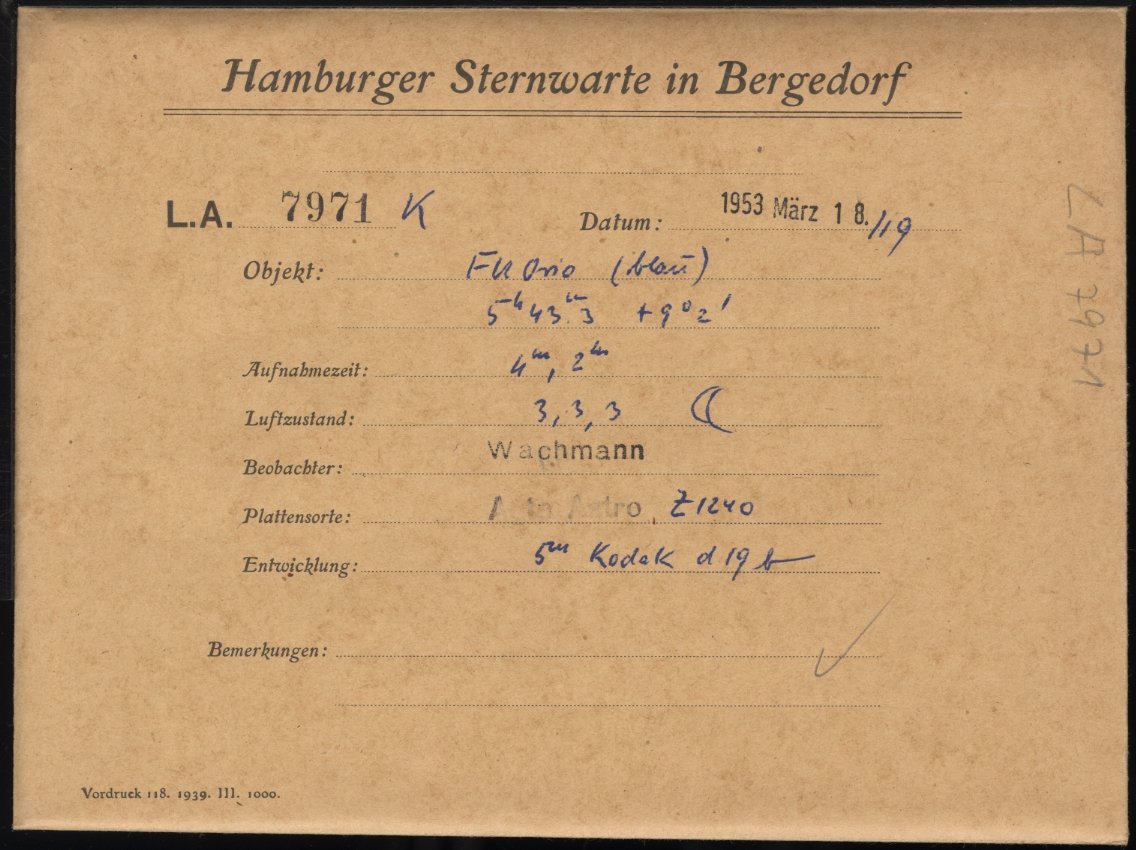 Hamburger Sternwarte in Bergedorf
L.A. 7971 K Datum: 1953 März 18./19
Objekt: FU Orio (blau)
5ʰ43ᵐ.3 +9°2'
Aufnahmezeit: 4ᵐ, 2ᵐ
Luftzustand: 3, 3, 3
Beobachter: Wachmann
Plattensorte: Agfa Astro Z1240
Entwicklung: 5ᵐ Kodak d19b
Bemerkungen:
Vordruck 118. 1939. III. 1000.
LA 7971